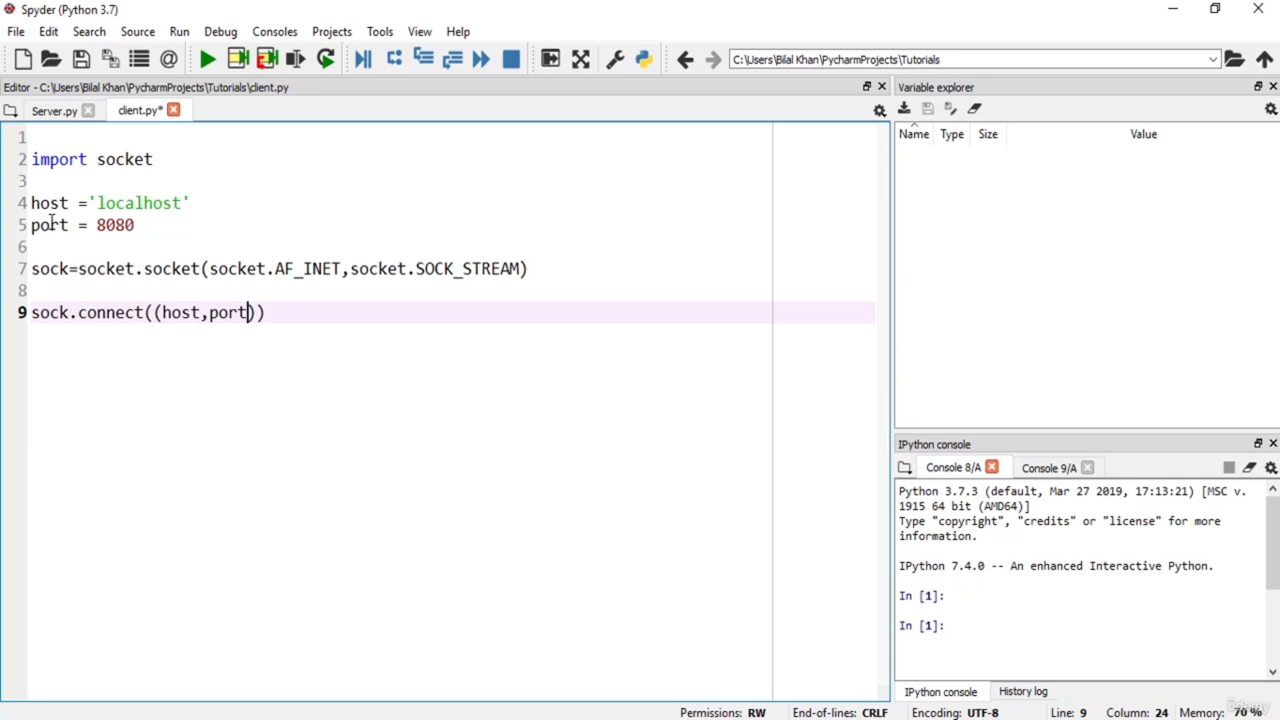 Spyder (Python 3.7)
File Edit Search Source Run Debug Consoles Projects Tools View Help
C:\Users\Bilal Khan\PycharmProjects\Tutorials
Editor - C:\Users\Bilal Khan\PycharmProjects\Tutorials\client.py
Variable explorer
Server.py client.py*
Name Type Size Value
1
2 import socket
3
4 host ='localhost'
5 port = 8080
6
7 sock=socket.socket(socket.AF_INET,socket.SOCK_STREAM)
8
9 sock.connect((host,port))
IPython console
Console 8/A Console 9/A
Python 3.7.3 (default, Mar 27 2019, 17:13:21) [MSC v.
1915 64 bit (AMD64)]
Type "copyright", "credits" or "license" for more
information.
IPython 7.4.0 -- An enhanced Interactive Python.
In [1]:
In [1]:
IPython console History log
Permissions: RW End-of-lines: CRLF Encoding: UTF-8 Line: 9 Column: 24 Memory: 70 %